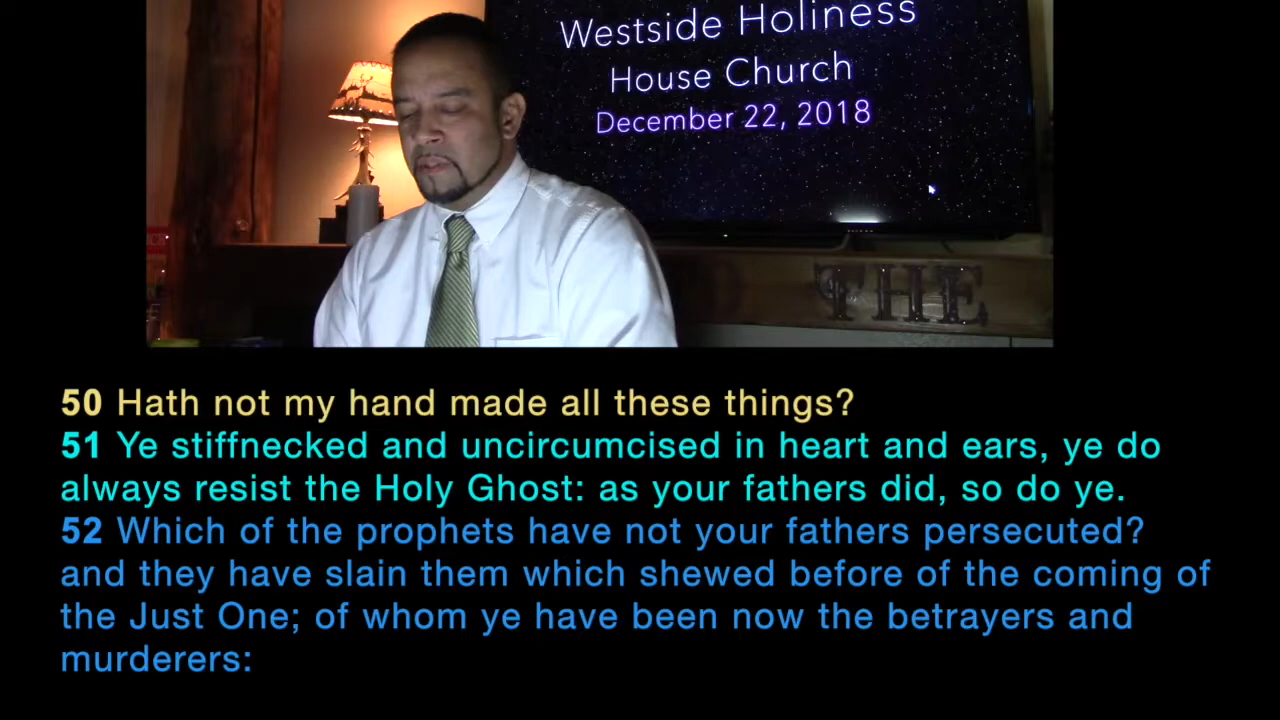 Westside Holiness
House Church
December 22, 2018
THE
50 Hath not my hand made all these things?
51 Ye stiffnecked and uncircumcised in heart and ears, ye do
always resist the Holy Ghost: as your fathers did, so do ye.
52 Which of the prophets have not your fathers persecuted?
and they have slain them which shewed before of the coming of
the Just One; of whom ye have been now the betrayers and
murderers: